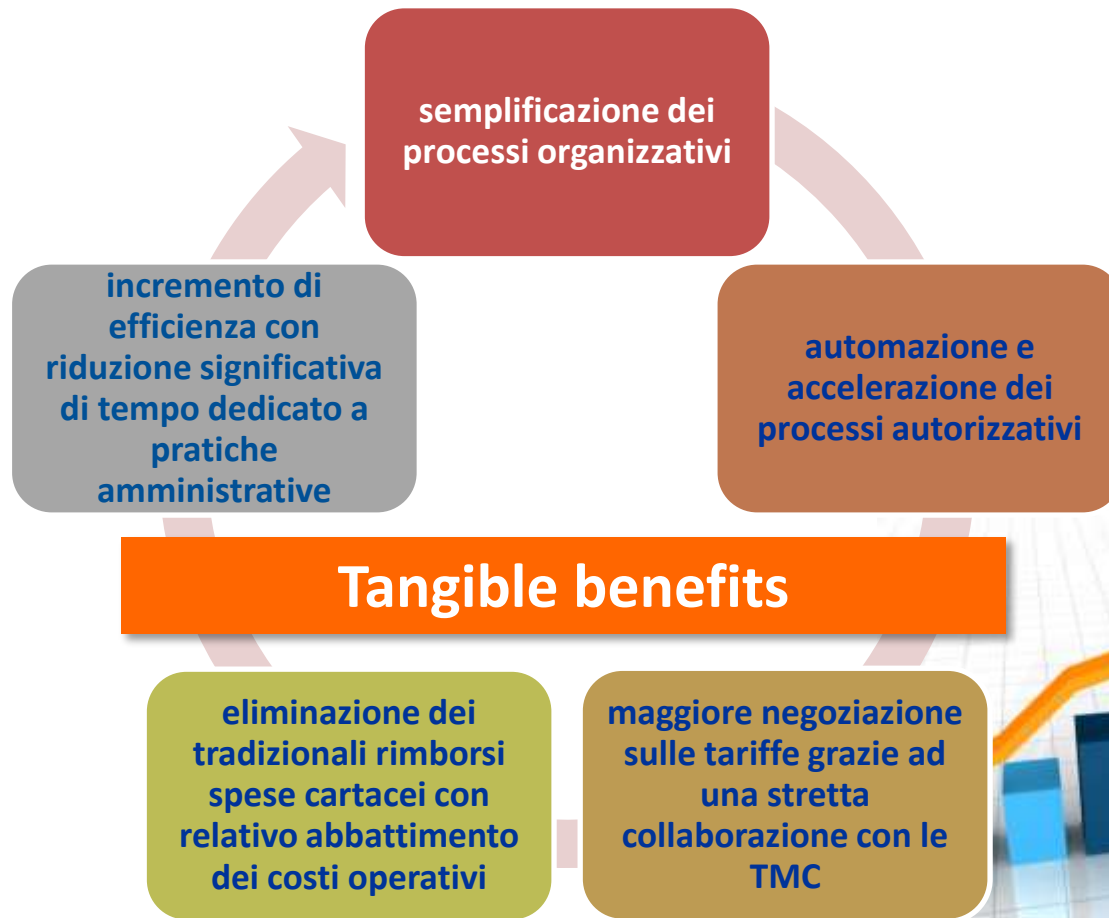 semplificazione dei
processi organizzativi
automazione e
accelerazione dei
processi autorizzativi
maggiore negoziazione
sulle tariffe grazie ad
una stretta
collaborazione con le
TMC
eliminazione dei
tradizionali rimborsi
spese cartacei con
relativo abbattimento
dei costi operativi
incremento di
efficienza con
riduzione significativa
di tempo dedicato a
pratiche
amministrative
Tangible benefits